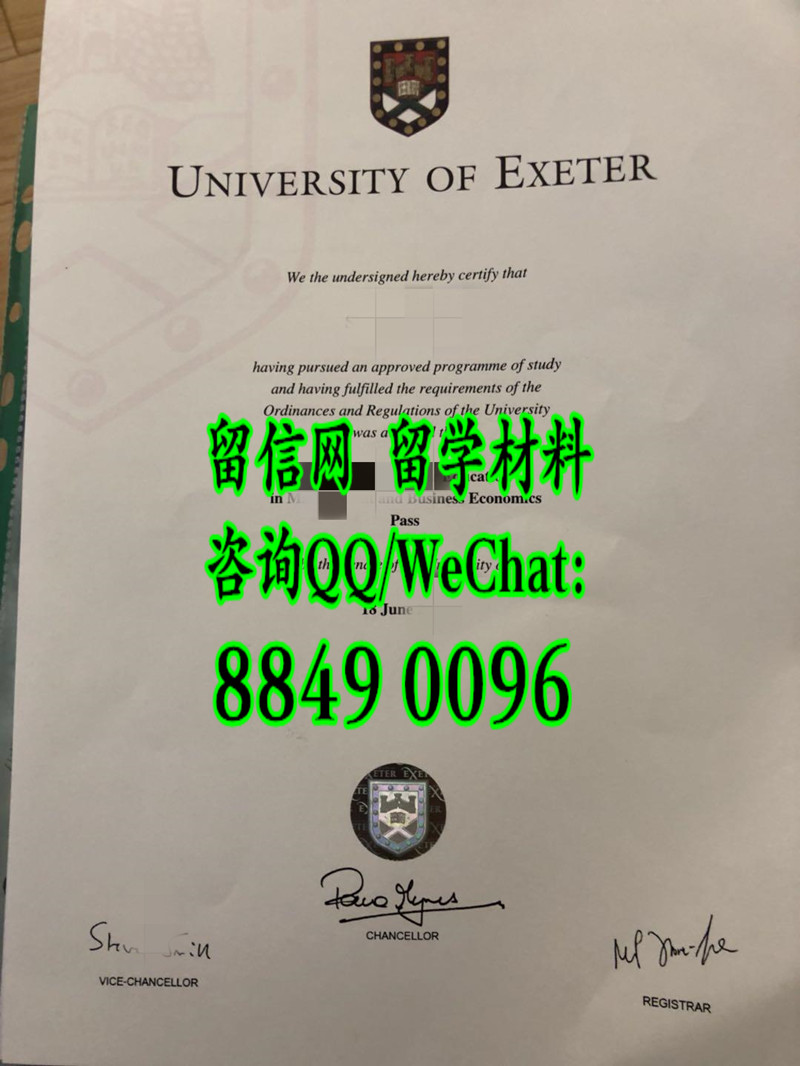 UNIVERSITY OF EXETER
We the undersigned hereby certify that
having pursued an approved programme of study
and having fulfilled the requirements of the
Ordinances and Regulations of the University
was
留信网 留学材料
in and Business Economics
Pass
咨询QQ/WeChat:
18 June
8849 0096
EXETER
CHANCELLOR
VICE-CHANCELLOR
REGISTRAR